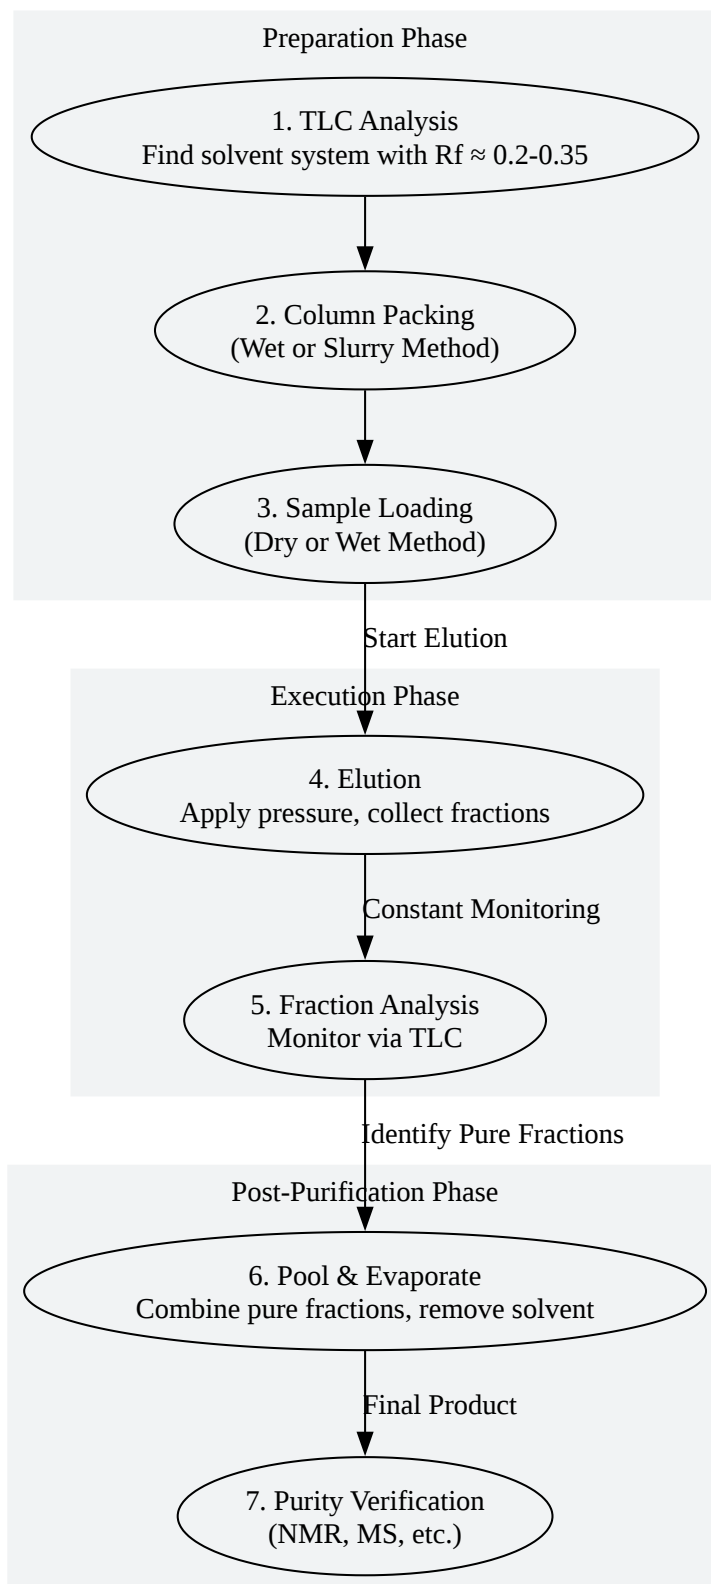 Preparation Phase
1. TLC Analysis
Find solvent system with Rf ≈ 0.2-0.35
2. Column Packing
(Wet or Slurry Method)
3. Sample Loading
(Dry or Wet Method)
Start Elution
Execution Phase
4. Elution
Apply pressure, collect fractions
Constant Monitoring
5. Fraction Analysis
Monitor via TLC
Identify Pure Fractions
Post-Purification Phase
6. Pool & Evaporate
Combine pure fractions, remove solvent
Final Product
7. Purity Verification
(NMR, MS, etc.)